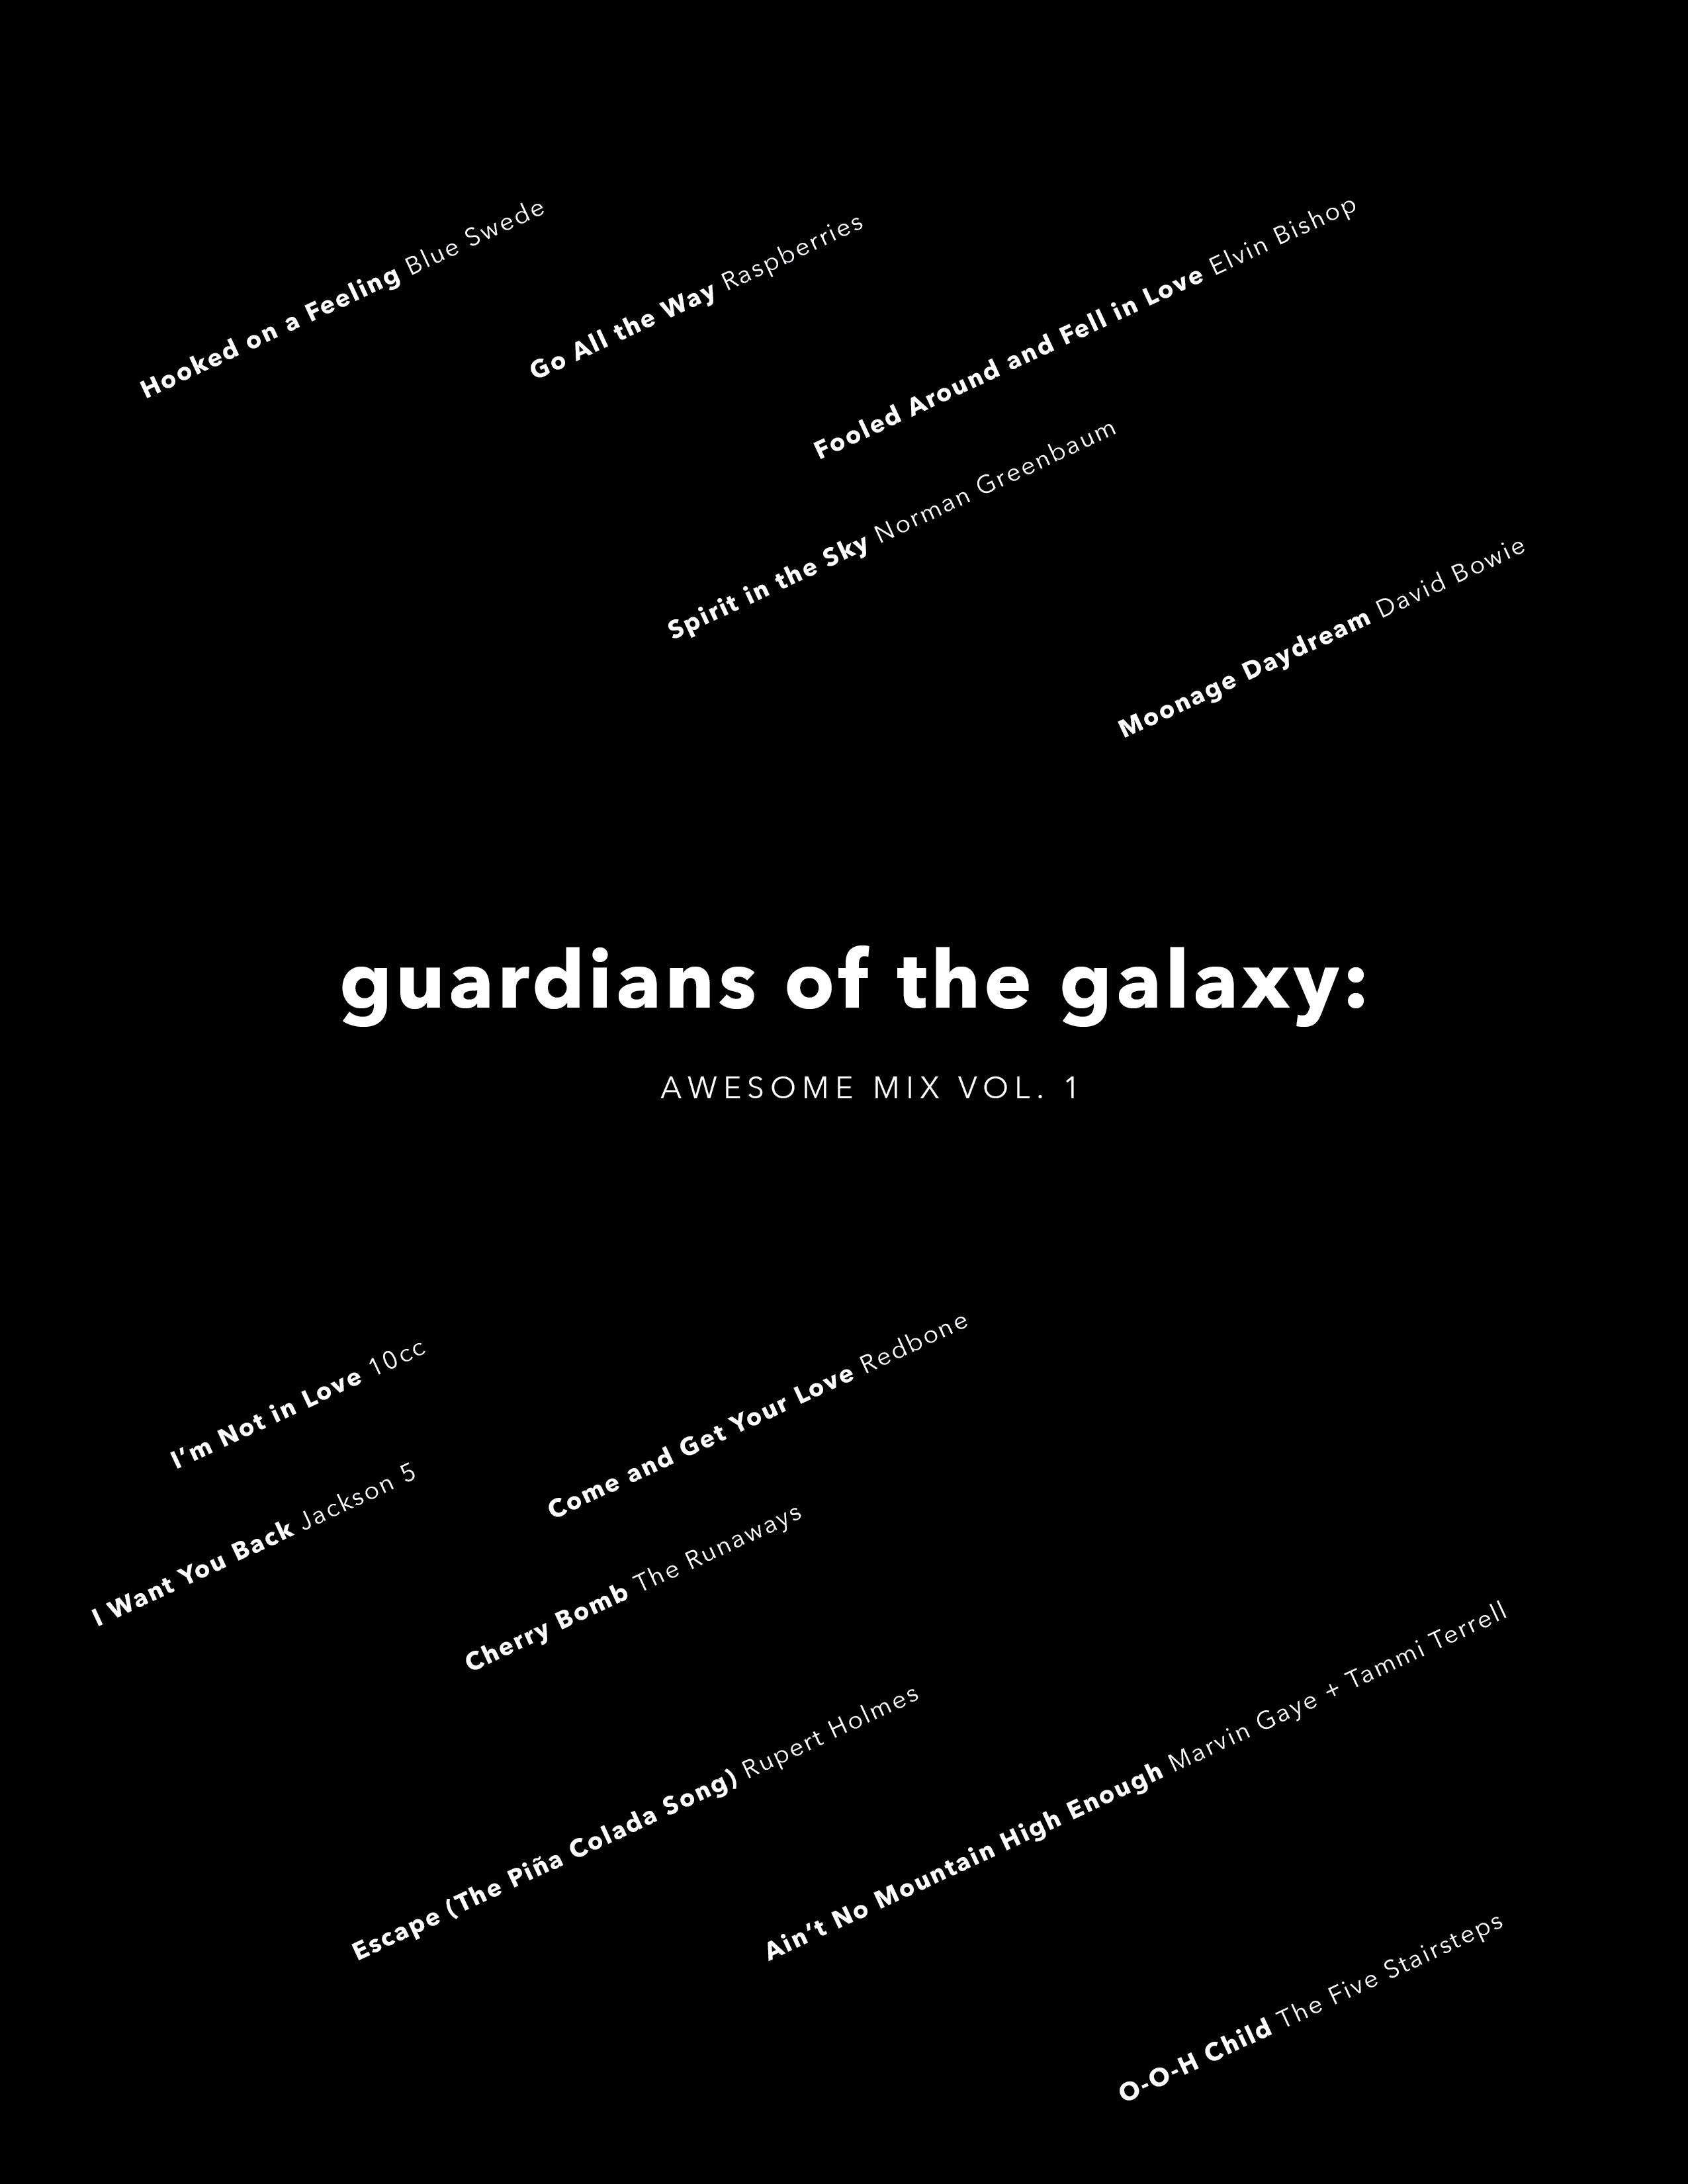 Hooked on a Feeling Blue Swede
Go All the Way Raspberries
Fooled Around and Fell in Love Elvin Bishop
Spirit in the Sky Norman Greenbaum
Moonage Daydream David Bowie
guardians of the galaxy:
AWESOME MIX VOL. 1
I’m Not in Love 10cc
Come and Get Your Love Redbone
I Want You Back Jackson 5
Cherry Bomb The Runaways
Escape (The Piña Colada Song) Rupert Holmes
Ain’t No Mountain High Enough Marvin Gaye + Tammi Terrell
O-O-H Child The Five Stairsteps